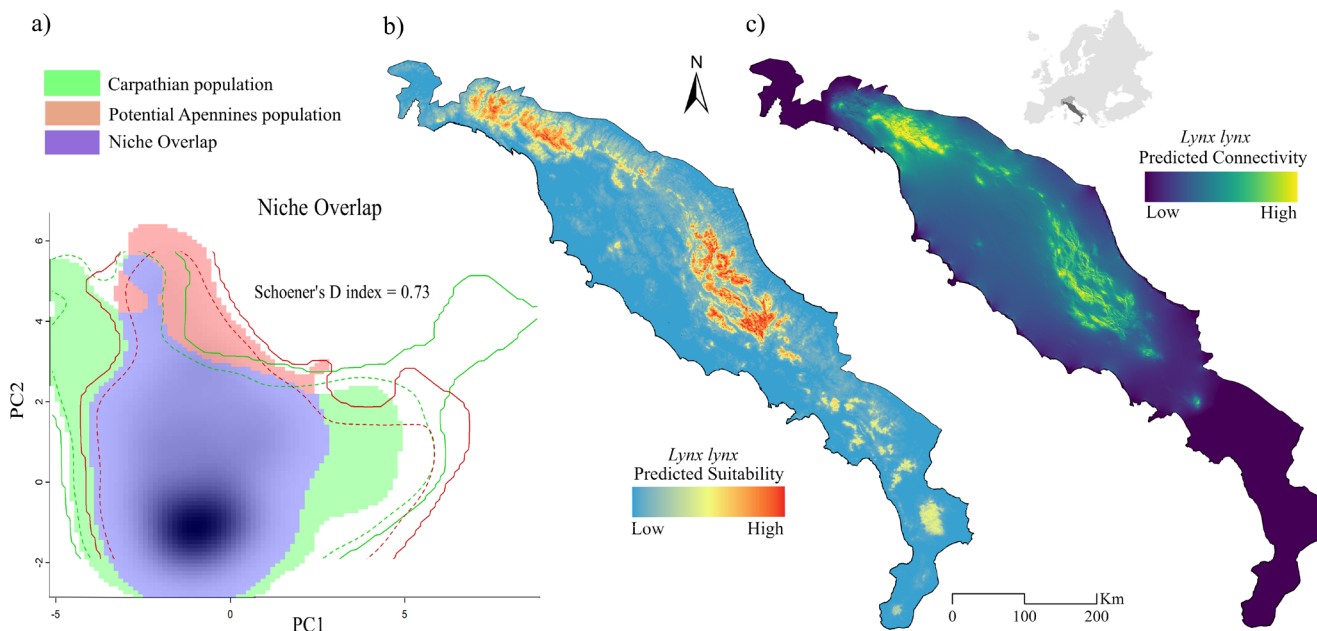 a)
Carpathian population
Potential Apennines population
Niche Overlap
Niche Overlap
Schoener's D index = 0.73
PC2
6
4
2
0
-2
-5
0
5
PC1
b)
N
Lynx lynx
Predicted Suitability
Low
High
c)
Lynx lynx
Predicted Connectivity
Low
High
0
100
200
Km